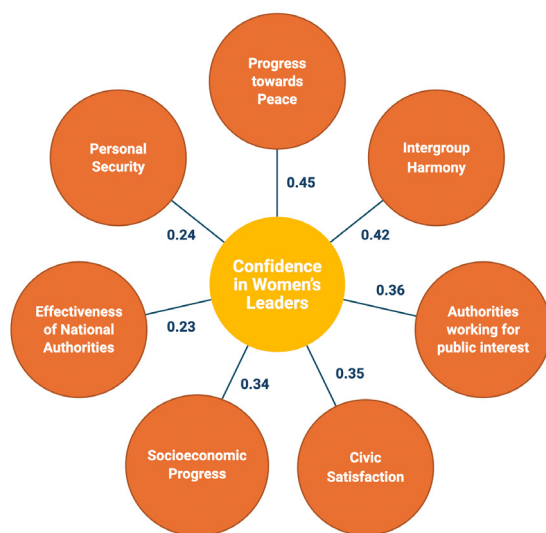 Progress
towards
Peace
Personal
Security
Intergroup
Harmony
0.45
0.24
0.42
Confidence
in Women's
Leaders
Effectiveness
of National
Authorities
0.23
0.36
Authorities
working for
public interest
0.34
0.35
Socioeconomic
Progress
Civic
Satisfaction